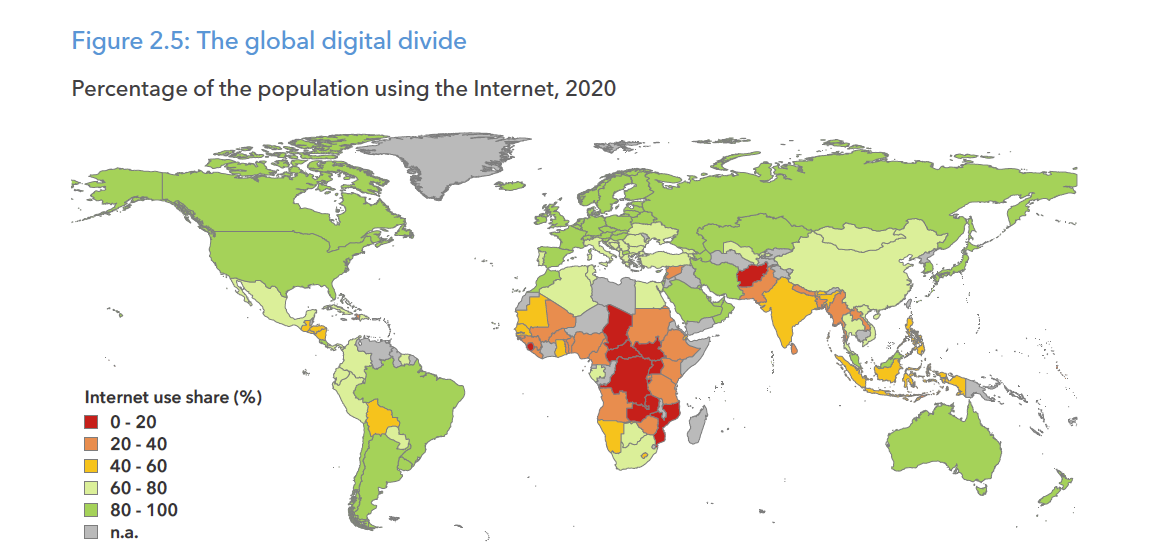 Figure 2.5: The global digital divide
Percentage of the population using the Internet, 2020
Internet use share (%)
0 - 20
20 - 40
40 - 60
60 - 80
80 - 100
n.a.